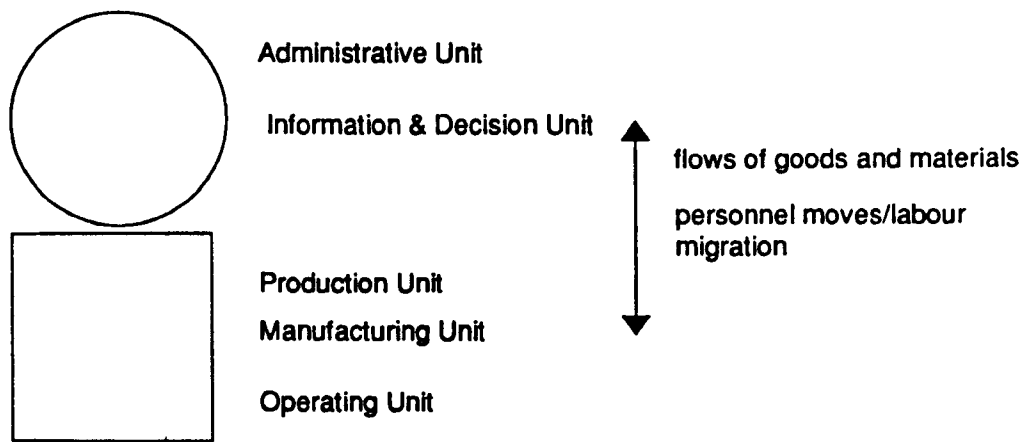 Administrative Unit
Information & Decision Unit
flows of goods and materials
personnel moves/labour
migration
Production Unit
Manufacturing Unit
Operating Unit